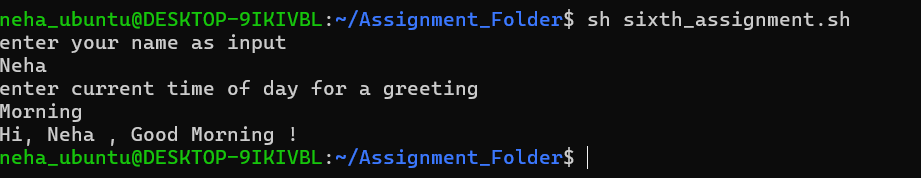 neha_ubuntu@DESKTOP-9IKIVBL:~/Assignment_Folder$ sh sixth_assignment.sh
enter your name as input
Neha
enter current time of day for a greeting
Morning
Hi, Neha , Good Morning !
neha_ubuntu@DESKTOP-9IKIVBL:~/Assignment_Folder$